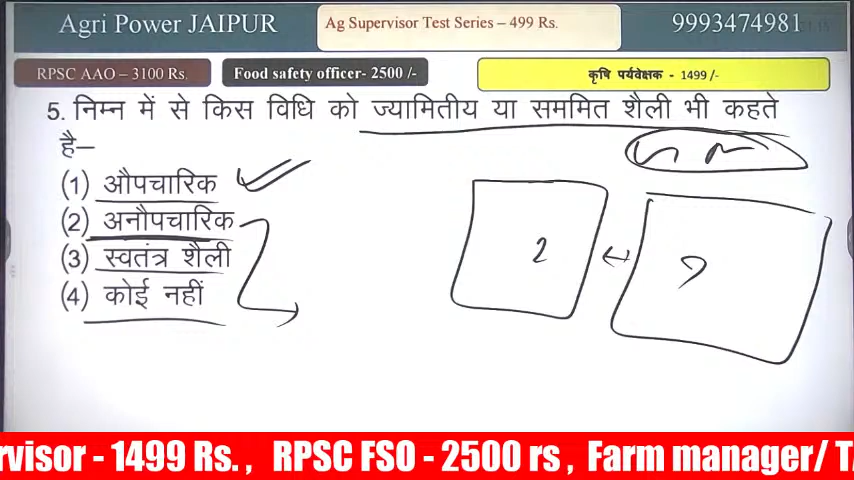 Agri Power JAIPUR
Ag Supervisor Test Series – 499 Rs.
9993474981
RPSC AAO – 3100 Rs.
Food safety officer- 2500 /-
कृषि पर्यवेक्षक - 1499 /-
5. निम्न में से किस विधि को ज्यामितीय या सममित शैली भी कहते
है–
(1) औपचारिक
(2) अनौपचारिक
(3) स्वतंत्र शैली
(4) कोई नहीं
2
rvisor - 1499 Rs. , RPSC FSO - 2500 rs , Farm manager/ T